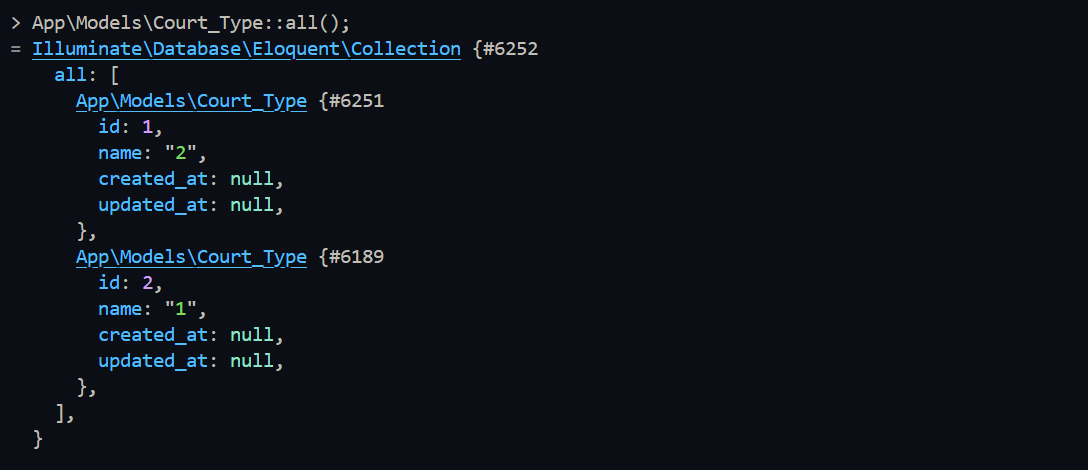 > App\Models\Court_Type::all();
= Illuminate\Database\Eloquent\Collection {#6252
    all: [
      App\Models\Court_Type {#6251
        id: 1,
        name: "2",
        created_at: null,
        updated_at: null,
      },
      App\Models\Court_Type {#6189
        id: 2,
        name: "1",
        created_at: null,
        updated_at: null,
      },
    ],
  }